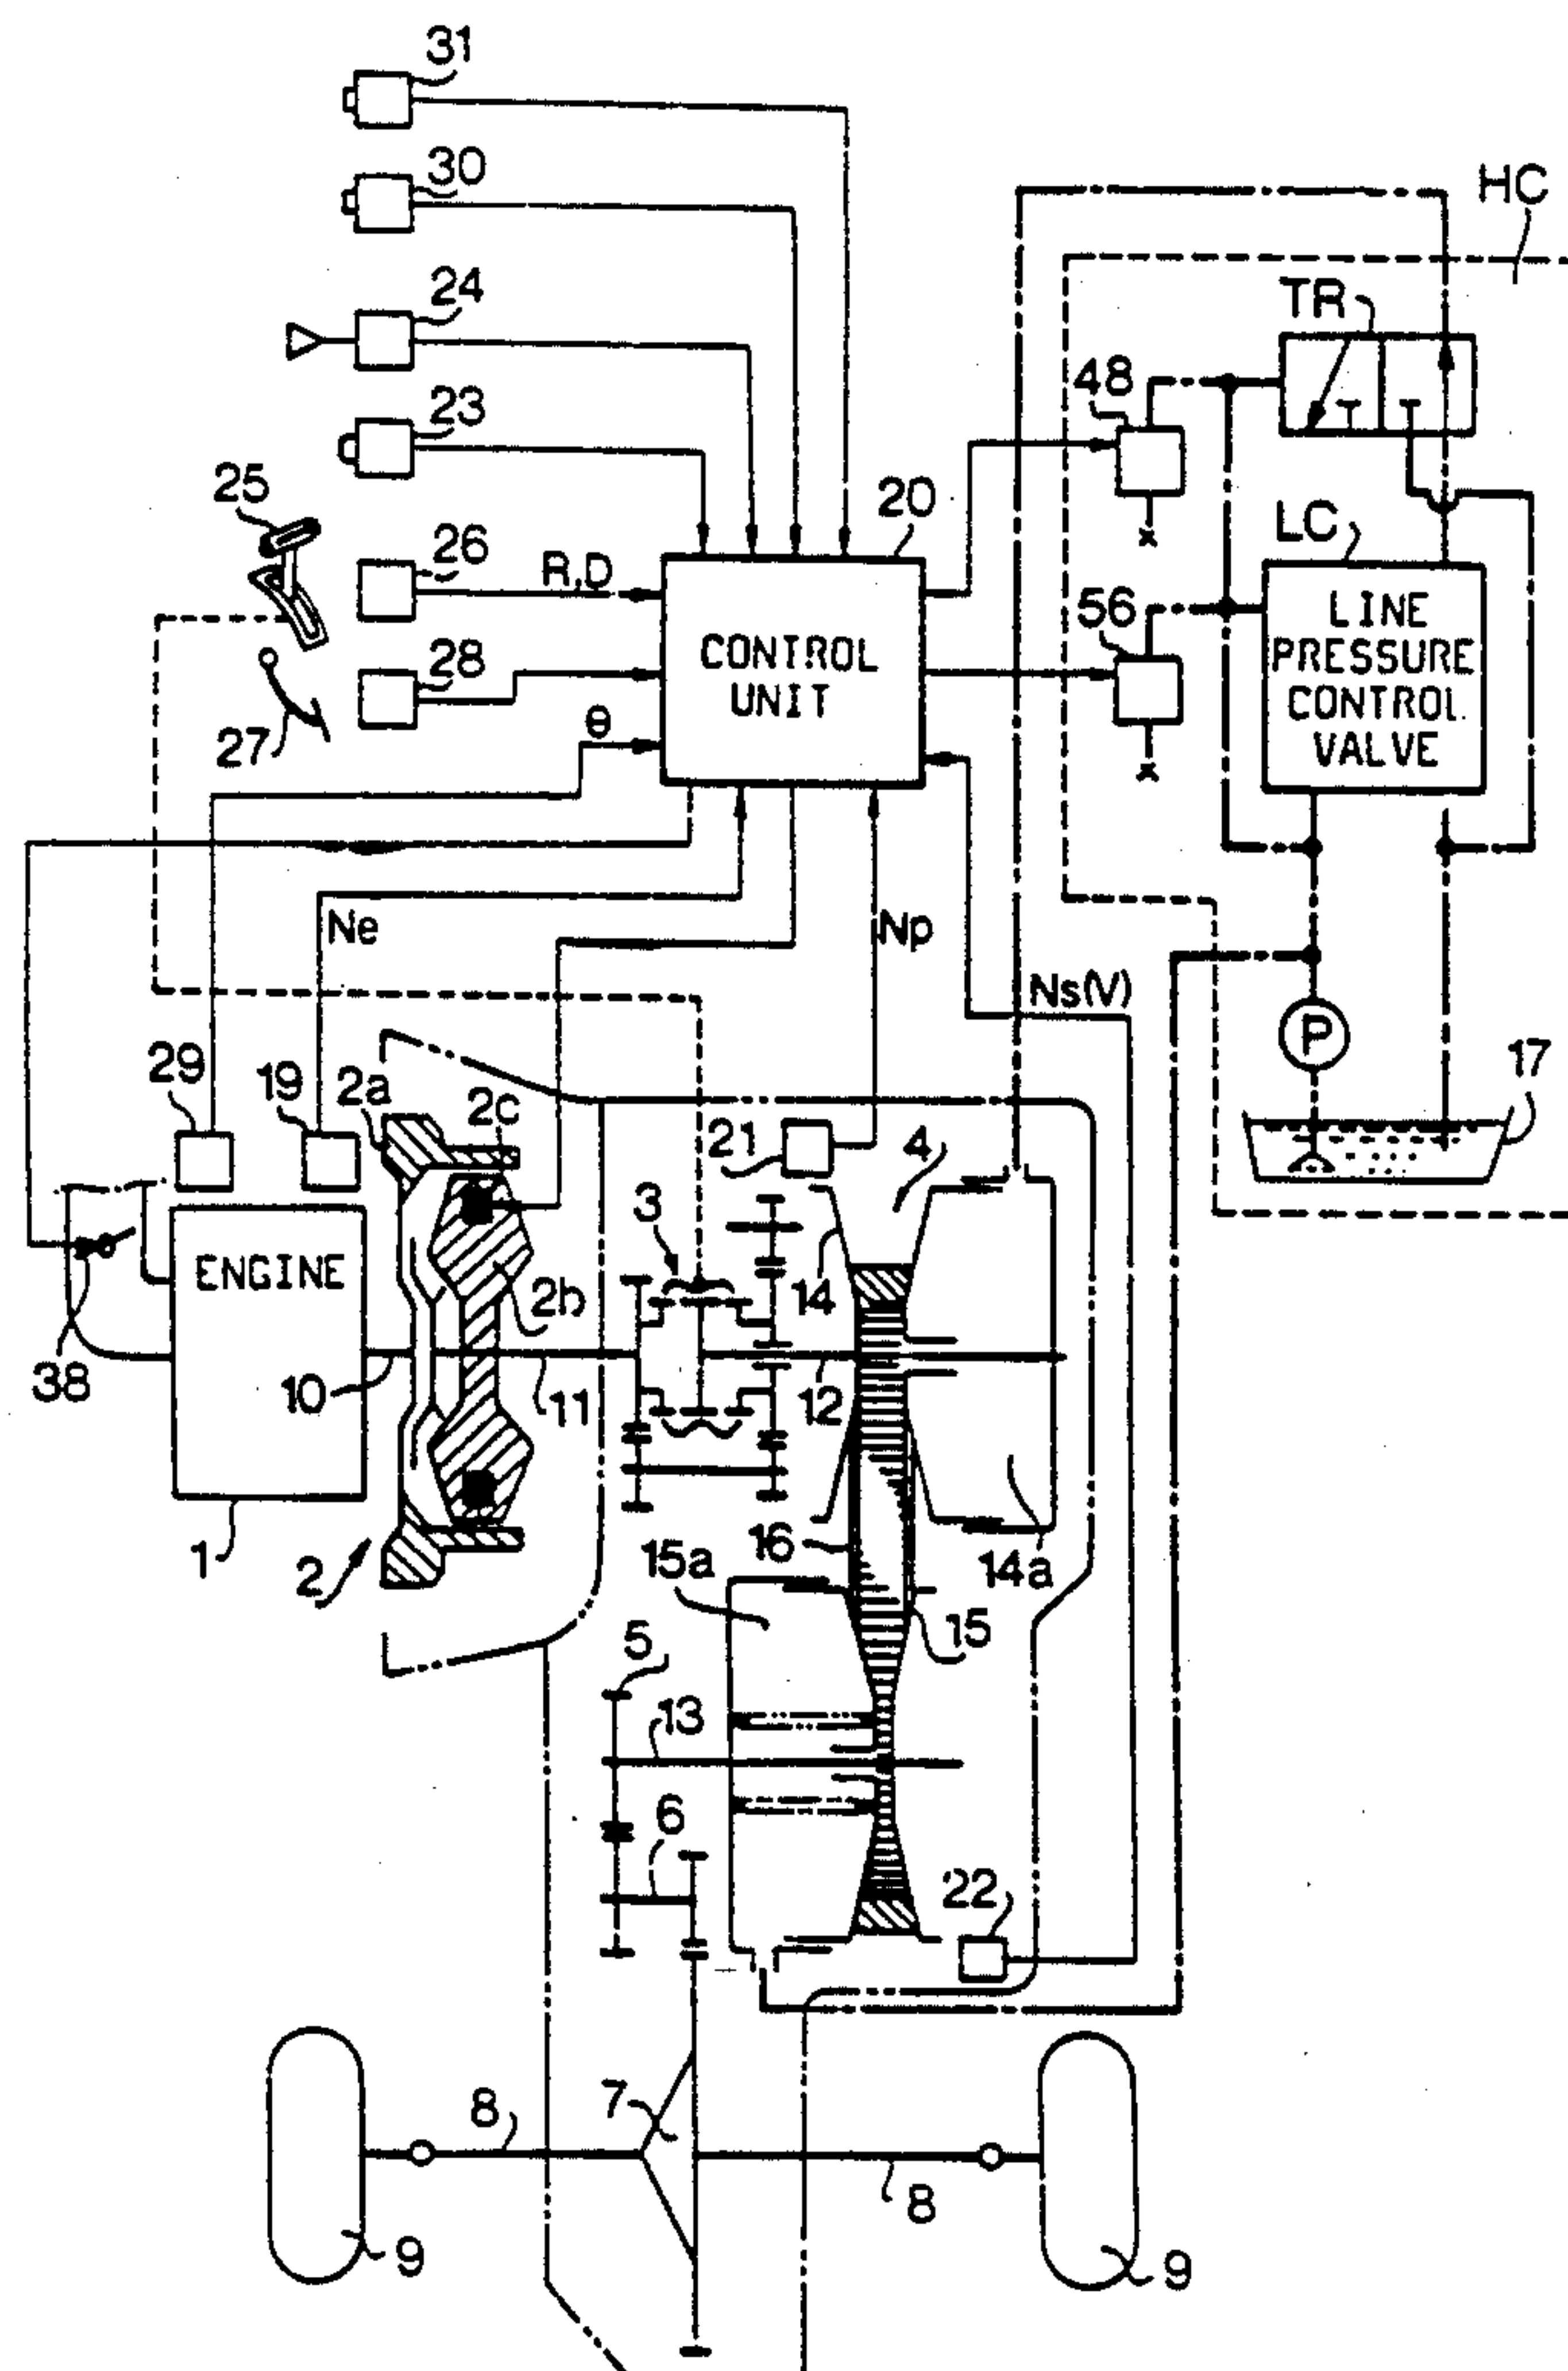 31
30
HC
24
TR
48
23
25
20
26
R,D
LC
56
LINE
PRESSURE
CONTROL
VALVE
CONTROL
UNIT
28
θ
27
Ne
Np
Ns(V)
P
17
29
19
2a
2c
21
4
3
ENGINE
14
2b
38
10
11
12
1
2
16
15a
14a
15
5
13
6
22
7
8
8
9
9